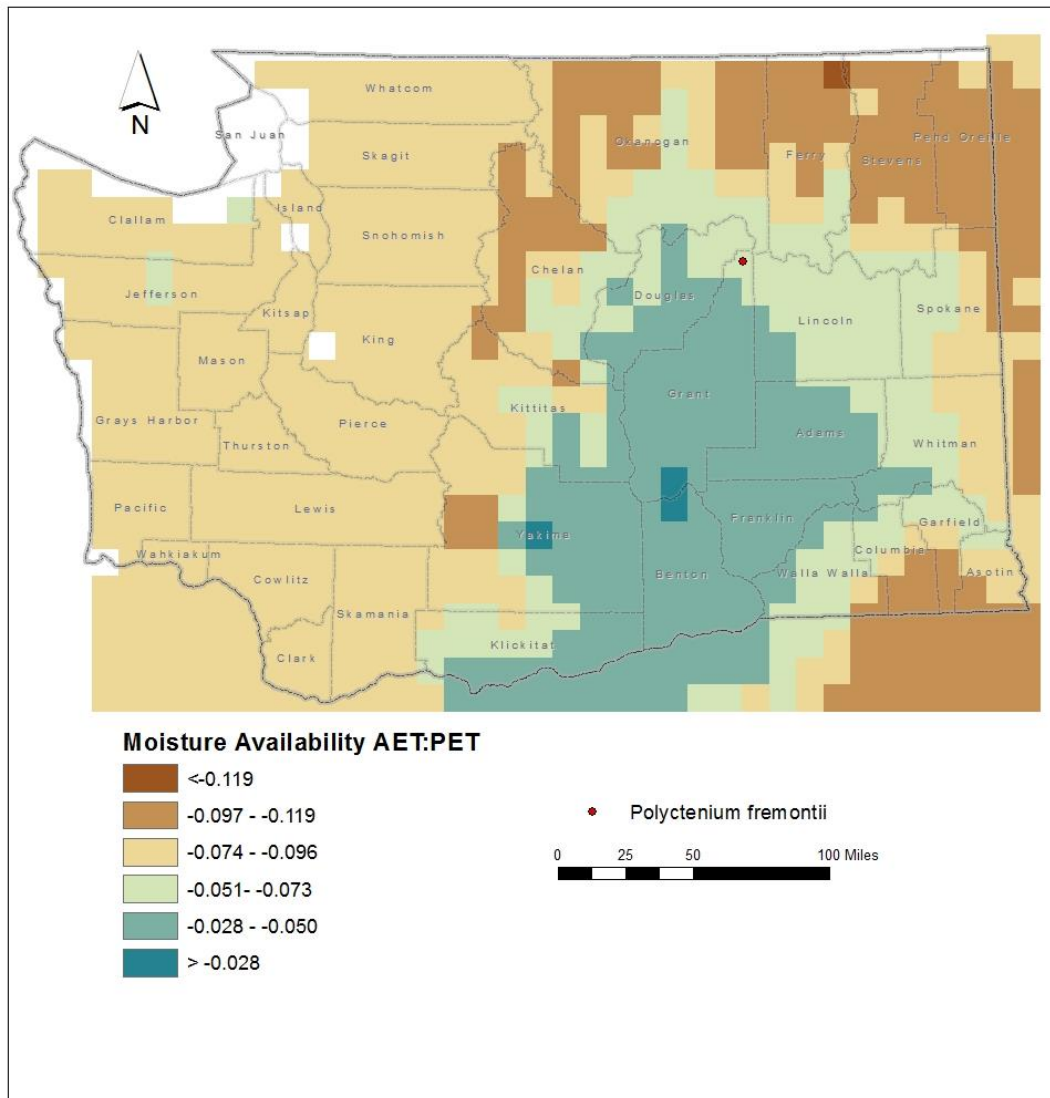 N
Whatcom
San Juan
Skagit
Okanogan
Ferry
Stevens
Pend Oreille
Island
Clallam
Snohomish
Chelan
Jefferson
Douglas
Kitsap
King
Lincoln
Spokane
Mason
Grant
Kittitas
Grays Harbor
Pierce
Adams
Whitman
Thurston
Pacific
Lewis
Yakima
Franklin
Garfield
Wahkiakum
Columbia
Cowlitz
Benton
Walla Walla
Asotin
Skamania
Klickitat
Clark
Moisture Availability AET:PET
<-0.119
-0.097 - -0.119
-0.074 - -0.096
-0.051- -0.073
-0.028 - -0.050
> -0.028
Polyctenium fremontii
0 25 50 100 Miles